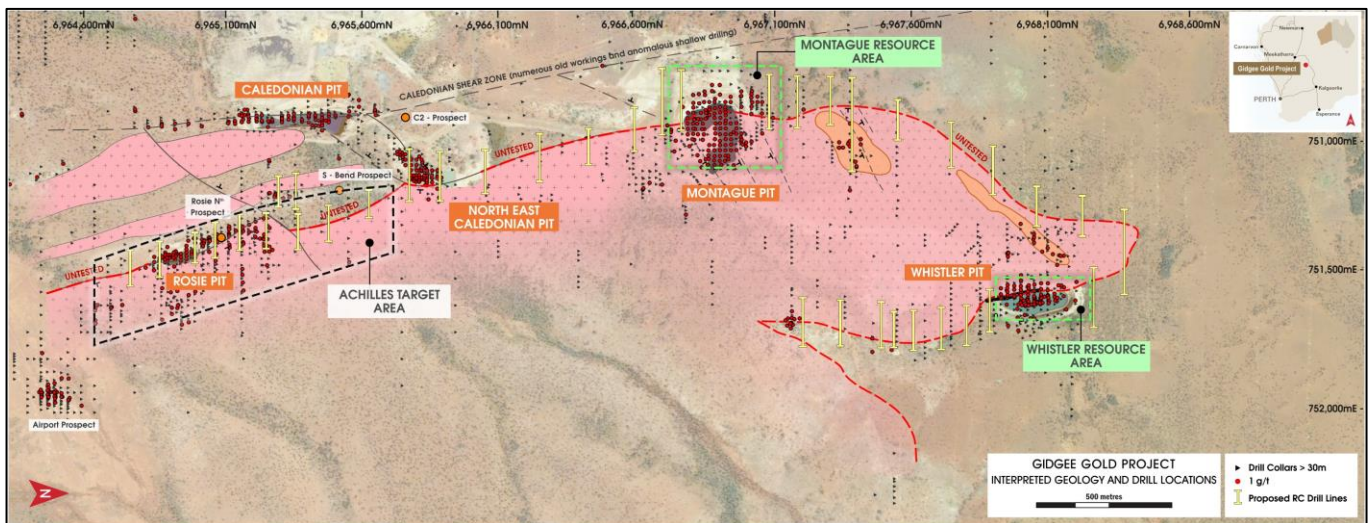 6,964,600mN
6,965,100mN
6,965,600mN
6,966,100mN
6,966,600mN
6,967,100mN
6,967,600mN
6,968,100mN
6,968,600mN
CALEDON SHEAR ZONE (numerous old workings and anomalous shallow driling)
MONTAGUE RESOURCE
AREA
CALEDONIAN PIT
C2 - Prospect
UNTESTED
UNTESTED
751,000mE
S - Bend Prospect
MONTAGUE PIT
Rosie Nth
Prospect
UNTESTED
NORTH EAST
CALEDONIAN PIT
UNTESTED
ROSIE PIT
ACHILLES TARGET
AREA
WHISTLER PIT
751,500mE
WHISTLER RESOURCE
AREA
752,000mE
Airport Prospect
N
GIDGEE GOLD PROJECT
INTERPRETED GEOLOGY AND DRILL LOCATIONS
500 metres
Drill Collars > 30m
1 g/t
Proposed RC Drill Lines
Newman
Carnarvon
Meekatharra
Gidgee Gold Project
Kalgoorlie
PERTH
Esperance
N